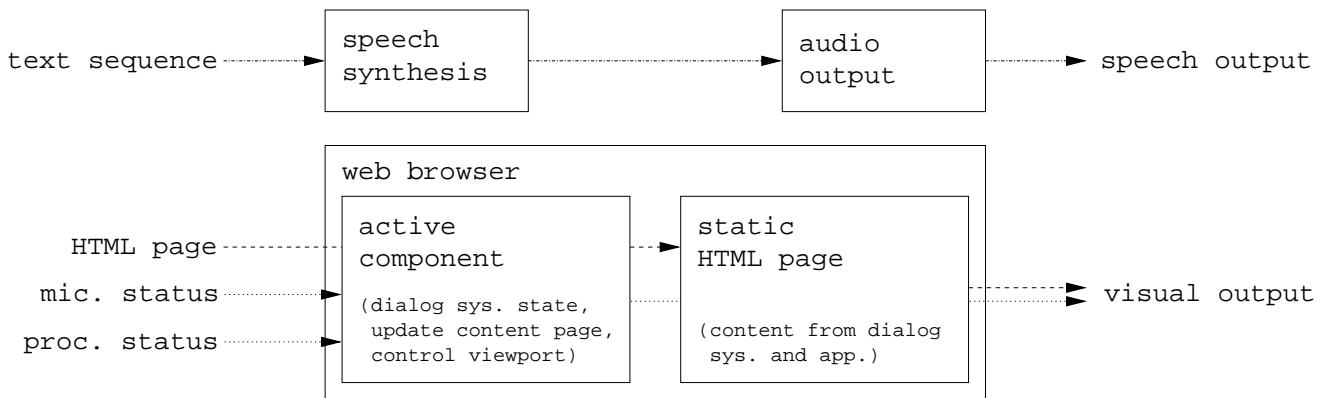 text sequence
speech
synthesis
audio
output
speech output
web browser
HTML page
mic. status
proc. status
active
component
(dialog sys. state,
update content page,
control viewport)
static
HTML page
(content from dialog
sys. and app.)
visual output